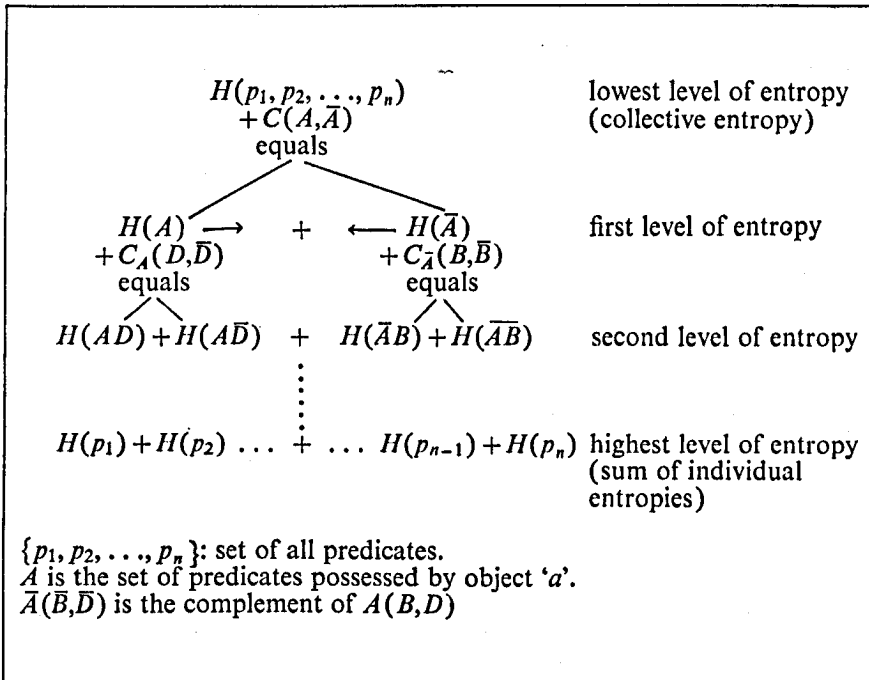 H(p₁, p₂, . . ., pₙ) lowest level of entropy
+ C(A,Ā) (collective entropy)
equals
H(A) → + ← H(Ā) first level of entropy
+ C_A(D,D̄) + C_Ā(B,B̄)
equals equals
H(AD) + H(AD̄) + H(ĀB) + H(A̅B̅) second level of entropy
H(p₁) + H(p₂) . . . + . . . H(pₙ₋₁) + H(pₙ) highest level of entropy
(sum of individual
entropies)
{p₁, p₂, . . ., pₙ}: set of all predicates.
A is the set of predicates possessed by object ‘a’.
Ā(B̄,D̄) is the complement of A(B,D)